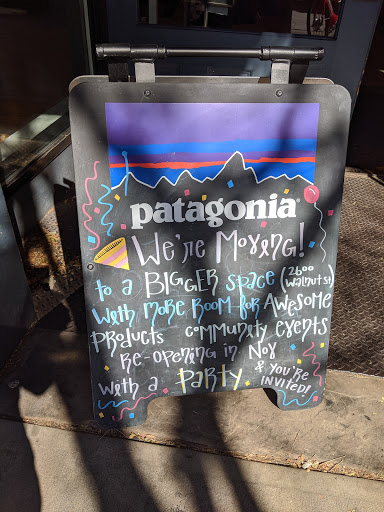 patagonia®
We're Moving!
to a BIGGER space (2600 Walnut st)
With more room for Awesome
Products community events
Re-opening in Nov
& you're
With a Party.
invited!